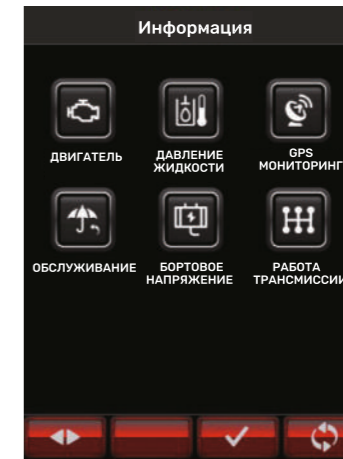 Информация
ДВИГАТЕЛЬ
ДАВЛЕНИЕ
ЖИДКОСТИ
GPS
МОНИТОРИНГ
ОБСЛУЖИВАНИЕ
БОРТОВОЕ
НАПРЯЖЕНИЕ
РАБОТА
ТРАНСМИССИИ